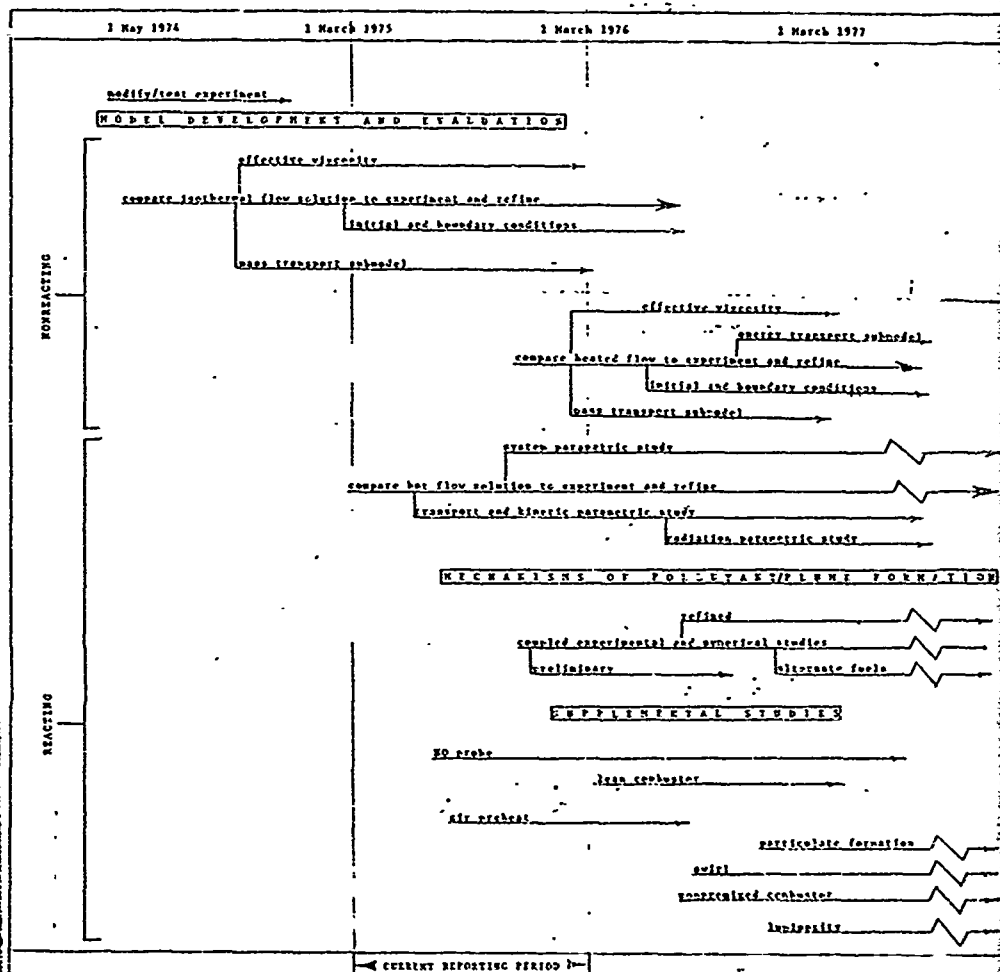 1 May 1974 1 March 1975 1 March 1976 1 March 1977
modify/test experiment
MODEL DEVELOPMENT AND EVALUATION
effective viscosity
compare isothermal flow solution to experiment and refine
initial and boundary conditions
mass transport submodel
NONREACTING
effective viscosity
energy transport submodel
compare heated flow to experiment and refine
initial and boundary conditions
mass transport submodel
system parametric study
compare hot flow solution to experiment and refine
transport and kinetic parametric study
radiation parametric study
MECHANISMS OF POLLUTANT/PLUME FORMATION
refined
coupled experimental and numerical studies
preliminary alternate fuels
SUPPLEMENTAL STUDIES
REACTING
NO probe
lean combustor
air preheat
particulate formation
swirl
nonpremixed combustor
luminosity
CURRENT REPORTING PERIOD